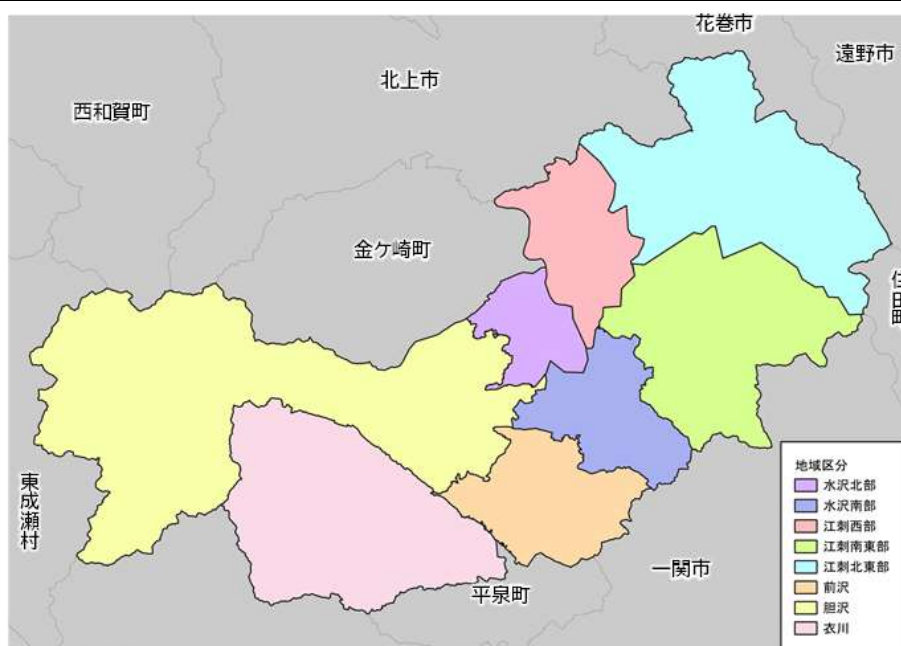 花巻市
遠野市
北上市
西和賀町
金ケ崎町
住田町
東成瀬村
一関市
平泉町
地域区分
水沢北部
水沢南部
江刺西部
江刺南東部
江刺北東部
前沢
胆沢
衣川